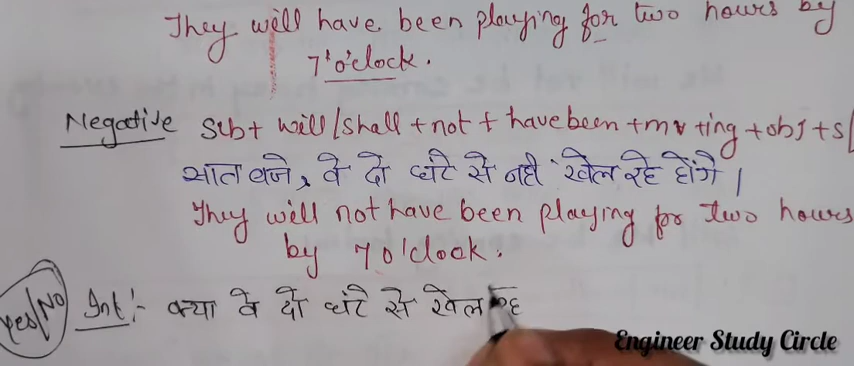 They will have been playing for two hours by
7'o'clock.
Negative Sub+ will/shall + not + have been + mv +ing + obj + s/
सात बजे, वे दो घंटे से नहीं खेल रहे होंगे।
They will not have been playing for two hours
by 7 o'clock.
Yes/No Int:- क्या वे दो घंटे से खेल रह
Engineer Study Circle